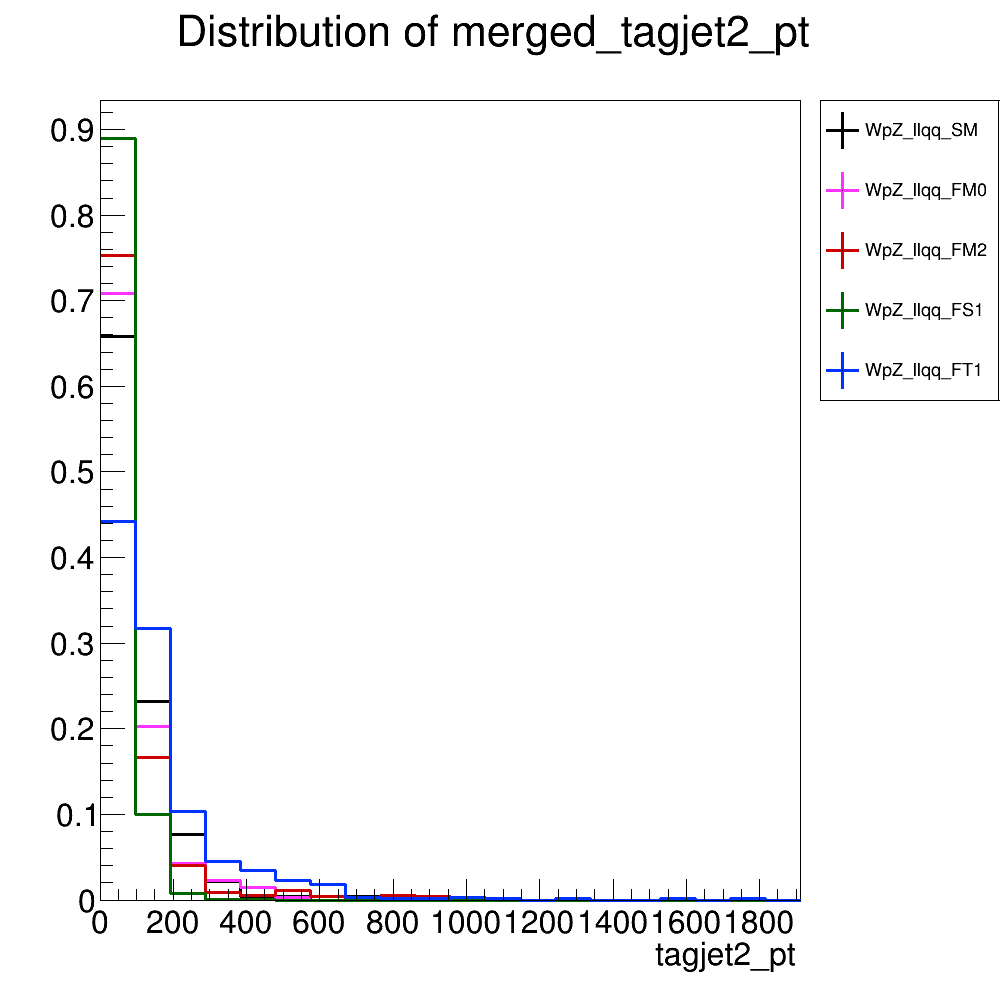 Distribution of merged_tagjet2_pt
0.9
0.8
0.7
0.6
0.5
0.4
0.3
0.2
0.1
0
0 200 400 600 800 1000 1200 1400 1600 1800
tagjet2_pt
WpZ_llqq_SM
WpZ_llqq_FM0
WpZ_llqq_FM2
WpZ_llqq_FS1
WpZ_llqq_FT1